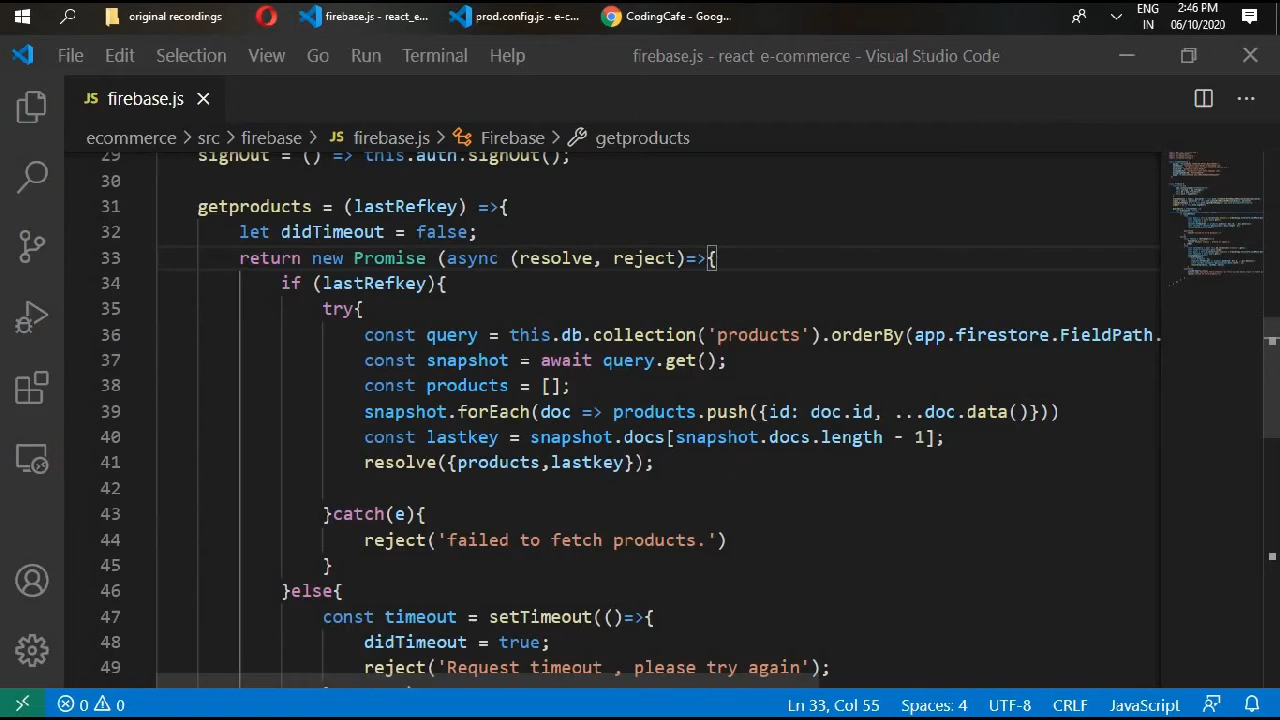 original recordings
firebase.js - react_e...
prod.config.js - e-c...
CodingCafe - Goog...
ENG
IN
2:46 PM
06/10/2020
File Edit Selection View Go Run Terminal Help
firebase.js - react e-commerce - Visual Studio Code
JS firebase.js
ecommerce > src > firebase > JS firebase.js > Firebase > getproducts
29 signOut = () => this.auth.signOut();
30
31 getproducts = (lastRefkey) =>{
32 let didTimeout = false;
33 return new Promise (async (resolve, reject)=>{
34 if (lastRefkey){
35 try{
36 const query = this.db.collection('products').orderBy(app.firestore.FieldPath.
37 const snapshot = await query.get();
38 const products = [];
39 snapshot.forEach(doc => products.push({id: doc.id, ...doc.data()}))
40 const lastkey = snapshot.docs[snapshot.docs.length - 1];
41 resolve({products,lastkey});
42
43 }catch(e){
44 reject('failed to fetch products.')
45 }
46 }else{
47 const timeout = setTimeout(()=>{
48 didTimeout = true;
49 reject('Request timeout , please try again');
0 0
Ln 33, Col 55
Spaces: 4
UTF-8
CRLF
JavaScript